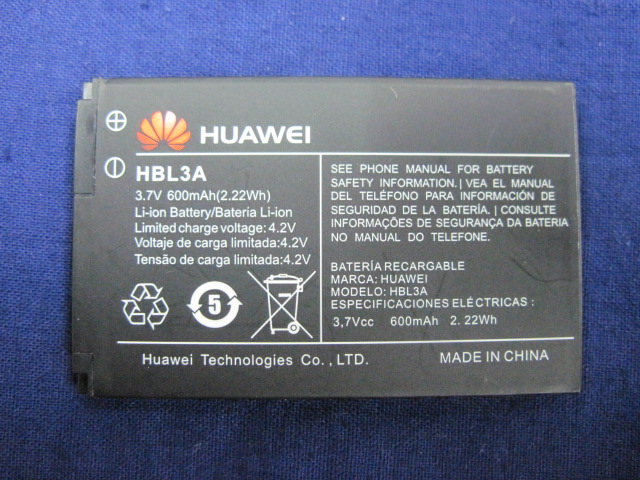 HUAWEI
HBL3A
3.7V 600mAh(2.22Wh)
Li-ion Battery/Bateria Li-ion
Limited charge voltage: 4.2V
Voltaje de carga limitada:4.2V
Tensão de carga limitada:4.2V
5
SEE PHONE MANUAL FOR BATTERY
SAFETY INFORMATION.| VEA EL MANUAL
DEL TELÉFONO PARA INFORMACIÓN DE
SEGURIDAD DE LA BATERÍA. | CONSULTE
INFORMAÇÕES DE SEGURANÇA DA BATERIA
NO MANUAL DO TELEFONE.
BATERÍA RECARGABLE
MARCA: HUAWEI
MODELO: HBL3A
ESPECIFICACIONES ELÉCTRICAS :
3,7Vcc 600mAh 2.22Wh
Huawei Technologies Co. , LTD.
MADE IN CHINA